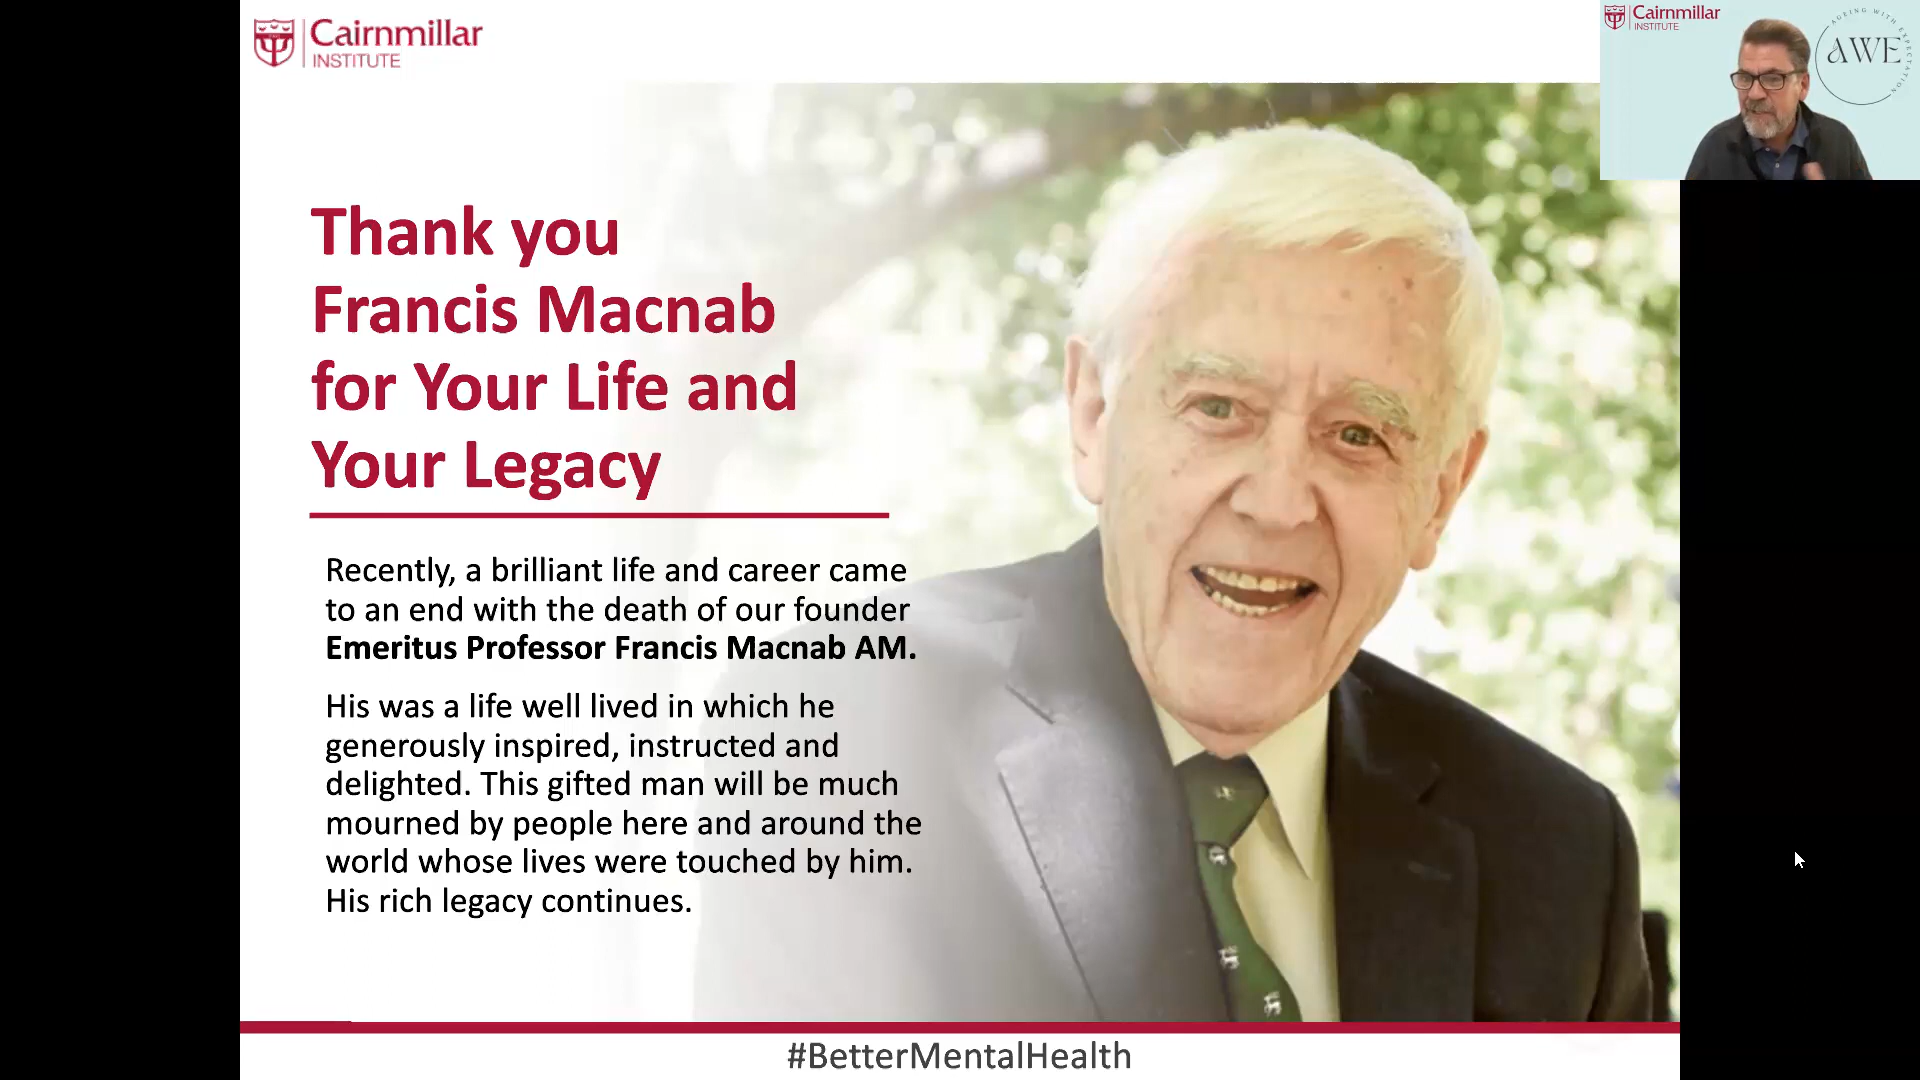 Cairnmillar
INSTITUTE
Cairnmillar
INSTITUTE
AGEING WITH EXPECTATION
AWE
Thank you
Francis Macnab
for Your Life and
Your Legacy
Recently, a brilliant life and career came
to an end with the death of our founder
Emeritus Professor Francis Macnab AM.
His was a life well lived in which he
generously inspired, instructed and
delighted. This gifted man will be much
mourned by people here and around the
world whose lives were touched by him.
His rich legacy continues.
#BetterMentalHealth